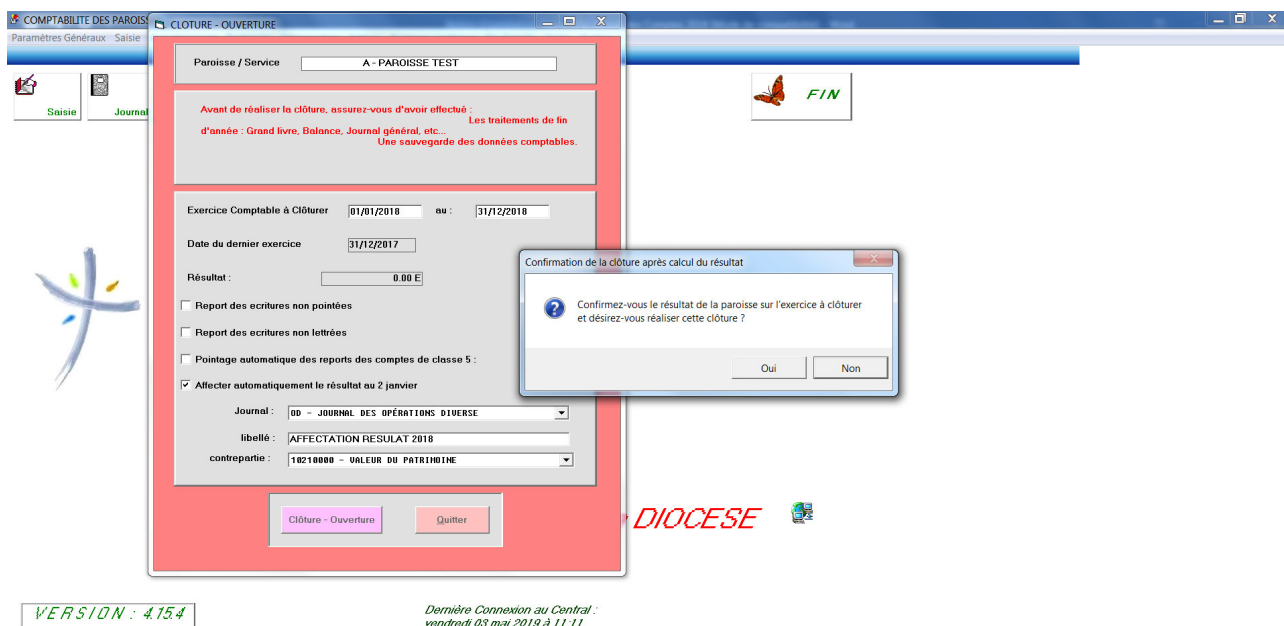 COMPTABILITE DES PAROISS
Paramètres Généraux Saisie
Saisie
Journal
FIN
CLOTURE - OUVERTURE
Paroisse / Service A - PAROISSE TEST
Avant de réaliser la clôture, assurez-vous d'avoir effectué :
Les traitements de fin
d'année : Grand livre, Balance, Journal général, etc...
Une sauvegarde des données comptables.
Exercice Comptable à Clôturer 01/01/2018 au : 31/12/2018
Date du dernier exercice 31/12/2017
Résultat : 0.00 E
Report des ecritures non pointées
Report des ecritures non lettrées
Pointage automatique des reports des comptes de classe 5 :
Affecter automatiquement le résultat au 2 janvier
Journal : OD - JOURNAL DES OPÉRATIONS DIVERSE
libellé : AFFECTATION RESULAT 2018
contrepartie : 10210000 - VALEUR DU PATRIMOINE
Clôture - Ouverture Quitter
Confirmation de la clôture après calcul du résultat
Confirmez-vous le résultat de la paroisse sur l'exercice à clôturer
et désirez-vous réaliser cette clôture ?
Oui Non
DIOCESE
VERSION : 4.15.4
Dernière Connexion au Central :
vendredi 03 mai 2019 à 11:11